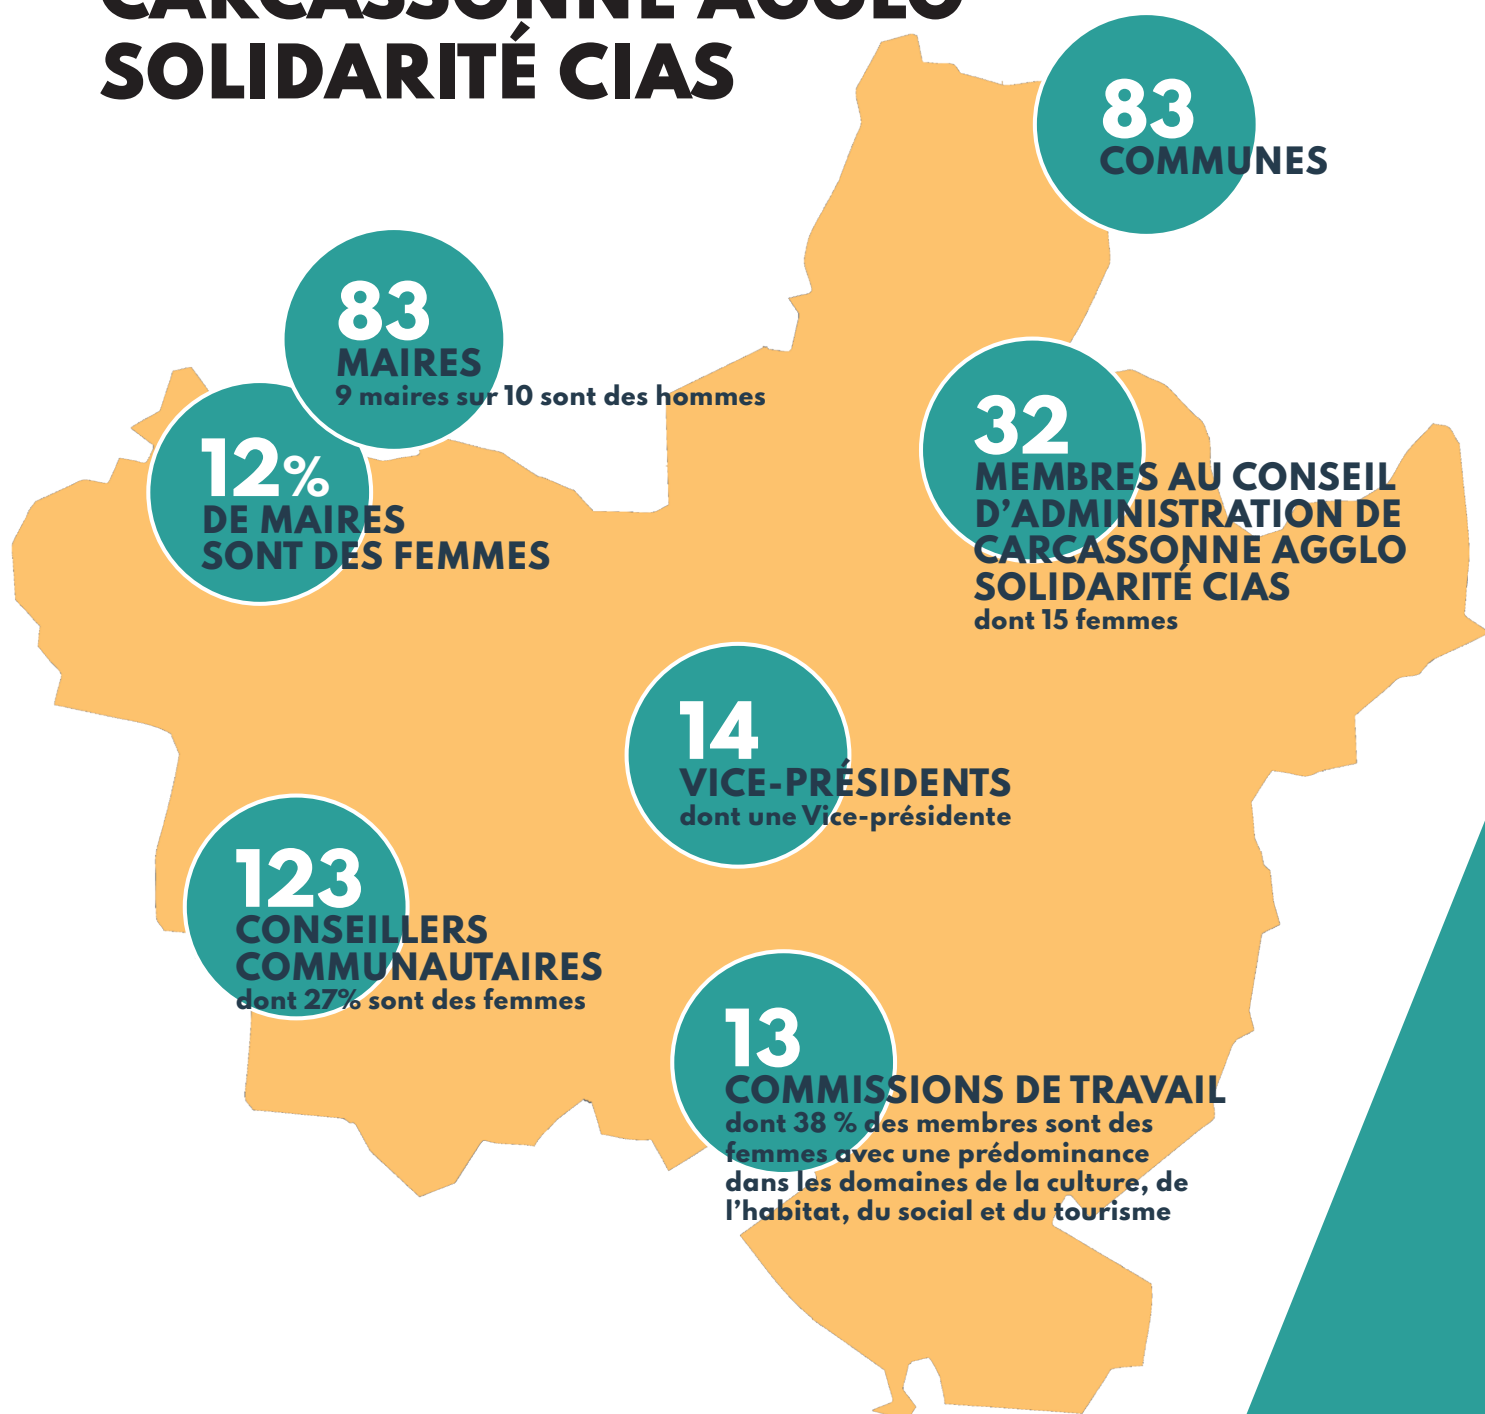 CARCASSONNE AGGLO
SOLIDARITÉ CIAS
83
COMMUNES
83
MAIRES
9 maires sur 10 sont des hommes
12%
DE MAIRES
SONT DES FEMMES
32
MEMBRES AU CONSEIL
D’ADMINISTRATION DE
CARCASSONNE AGGLO
SOLIDARITÉ CIAS
dont 15 femmes
14
VICE-PRÉSIDENTS
dont une Vice-présidente
123
CONSEILLERS
COMMUNAUTAIRES
dont 27% sont des femmes
13
COMMISSIONS DE TRAVAIL
dont 38 % des membres sont des
femmes avec une prédominance
dans les domaines de la culture, de
l’habitat, du social et du tourisme